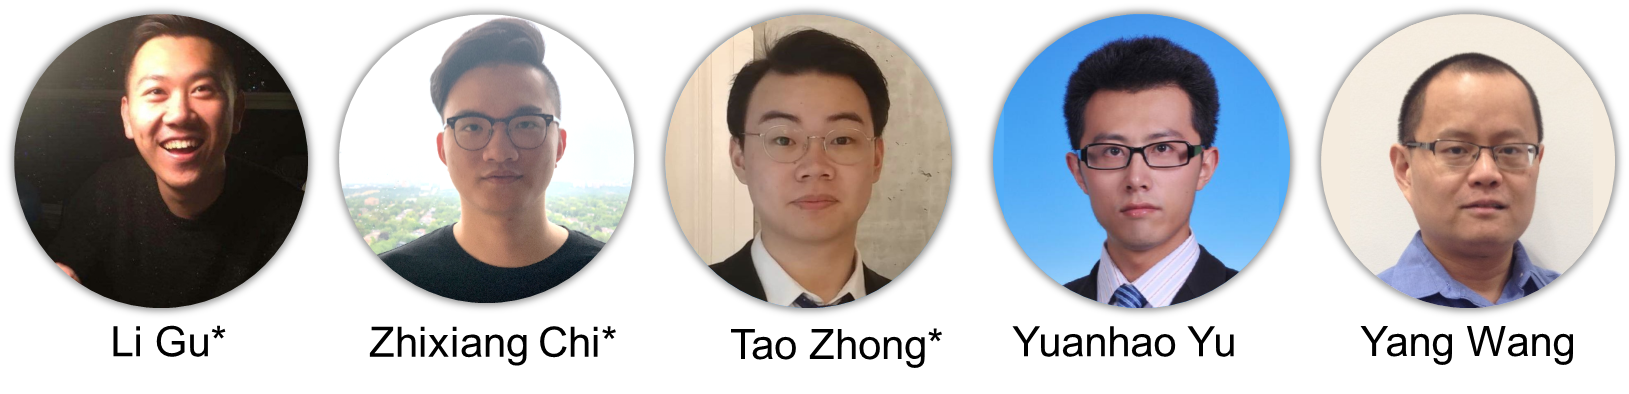 Li Gu*
Zhixiang Chi*
Tao Zhong*
Yuanhao Yu
Yang Wang